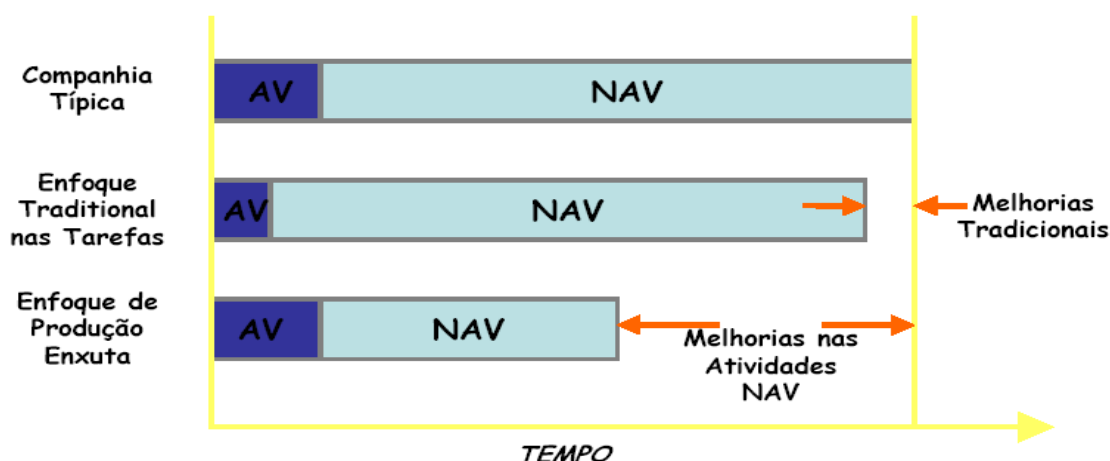 Companhia
Típica
AV
NAV
Enfoque
Traditional
nas Tarefas
AV
NAV
Melhorias
Tradicionais
Enfoque de
Produção
Enxuta
AV
NAV
Melhorias nas
Atividades
NAV
TEMPO